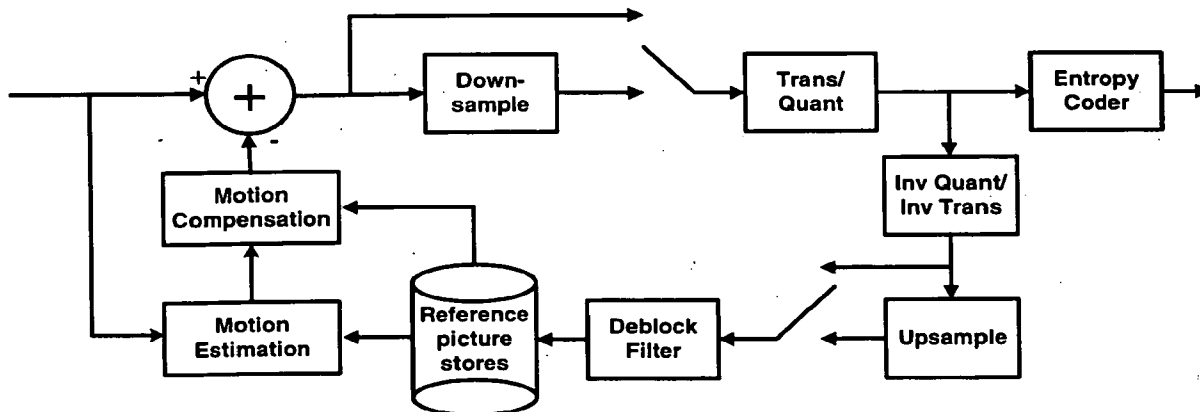 +
+
-
Down-
sample
Trans/
Quant
Entropy
Coder
Motion
Compensation
Inv Quant/
Inv Trans
Motion
Estimation
Reference
picture
stores
Deblock
Filter
Upsample